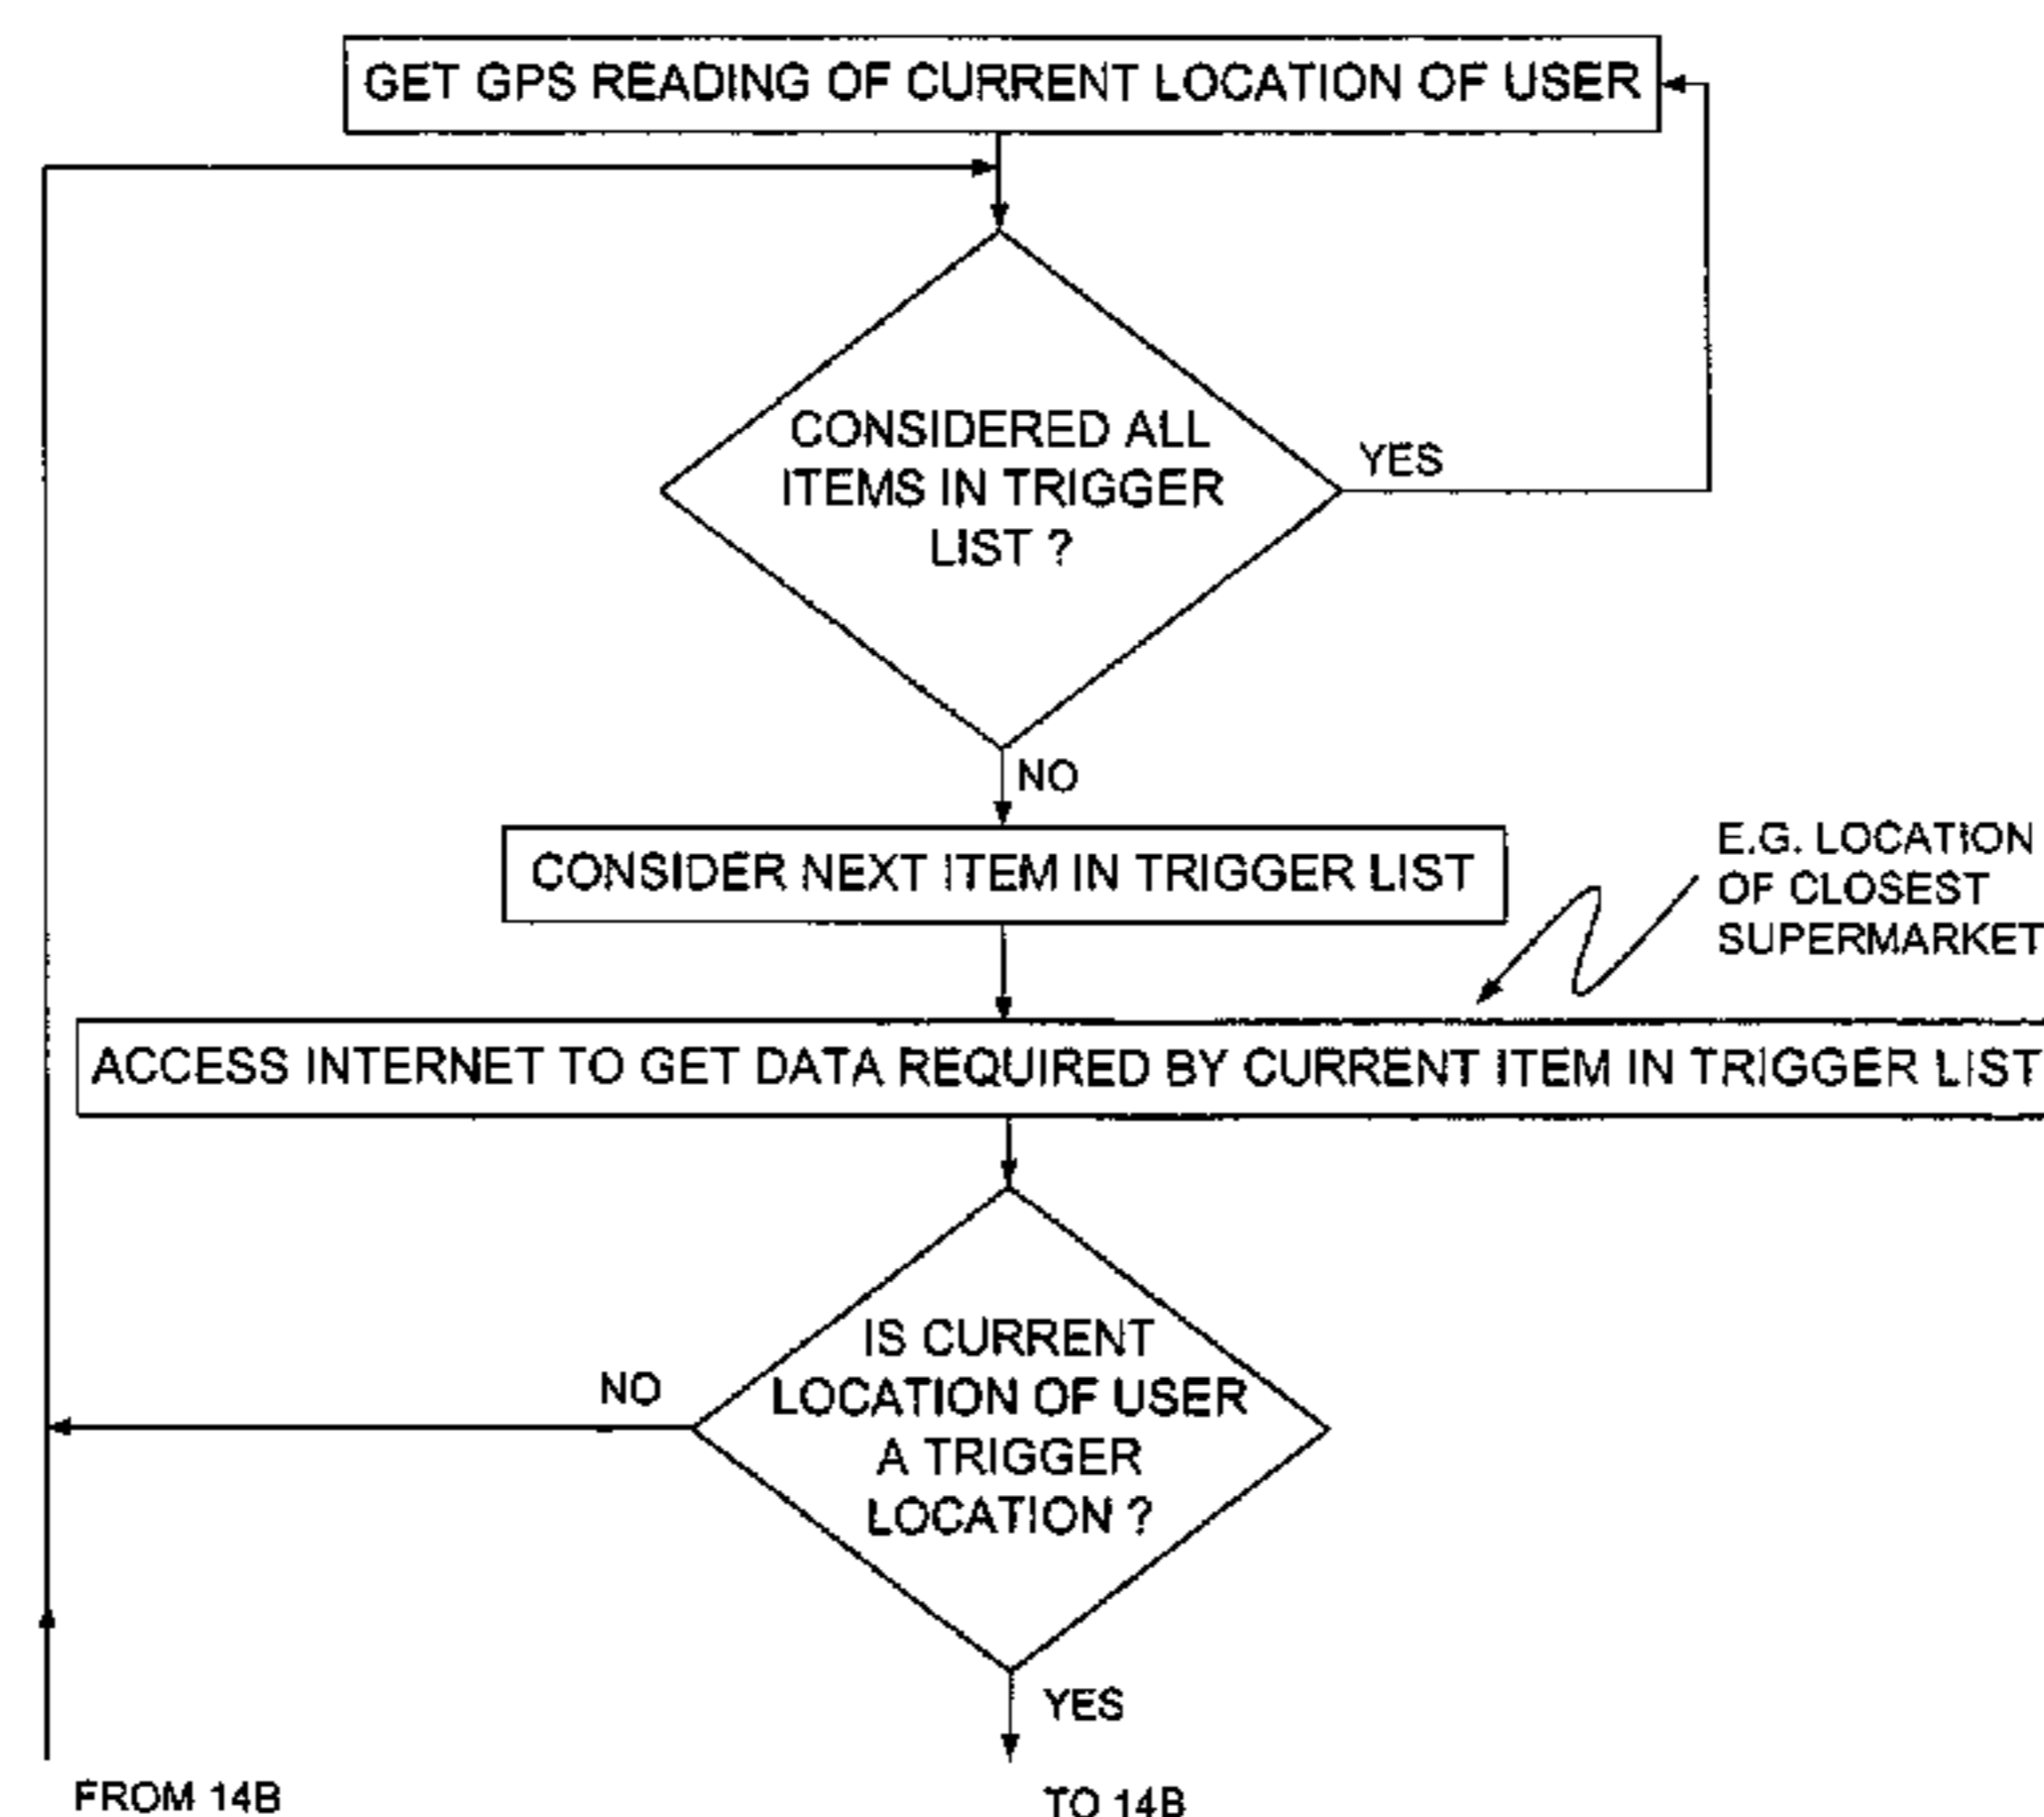 GET GPS READING OF CURRENT LOCATION OF USER
CONSIDERED ALL
ITEMS IN TRIGGER
LIST ?
YES
NO
CONSIDER NEXT ITEM IN TRIGGER LIST
E.G. LOCATION
OF CLOSEST
SUPERMARKET
ACCESS INTERNET TO GET DATA REQUIRED BY CURRENT ITEM IN TRIGGER LIST
IS CURRENT
LOCATION OF USER
A TRIGGER
LOCATION ?
NO
YES
FROM 14B
TO 14B